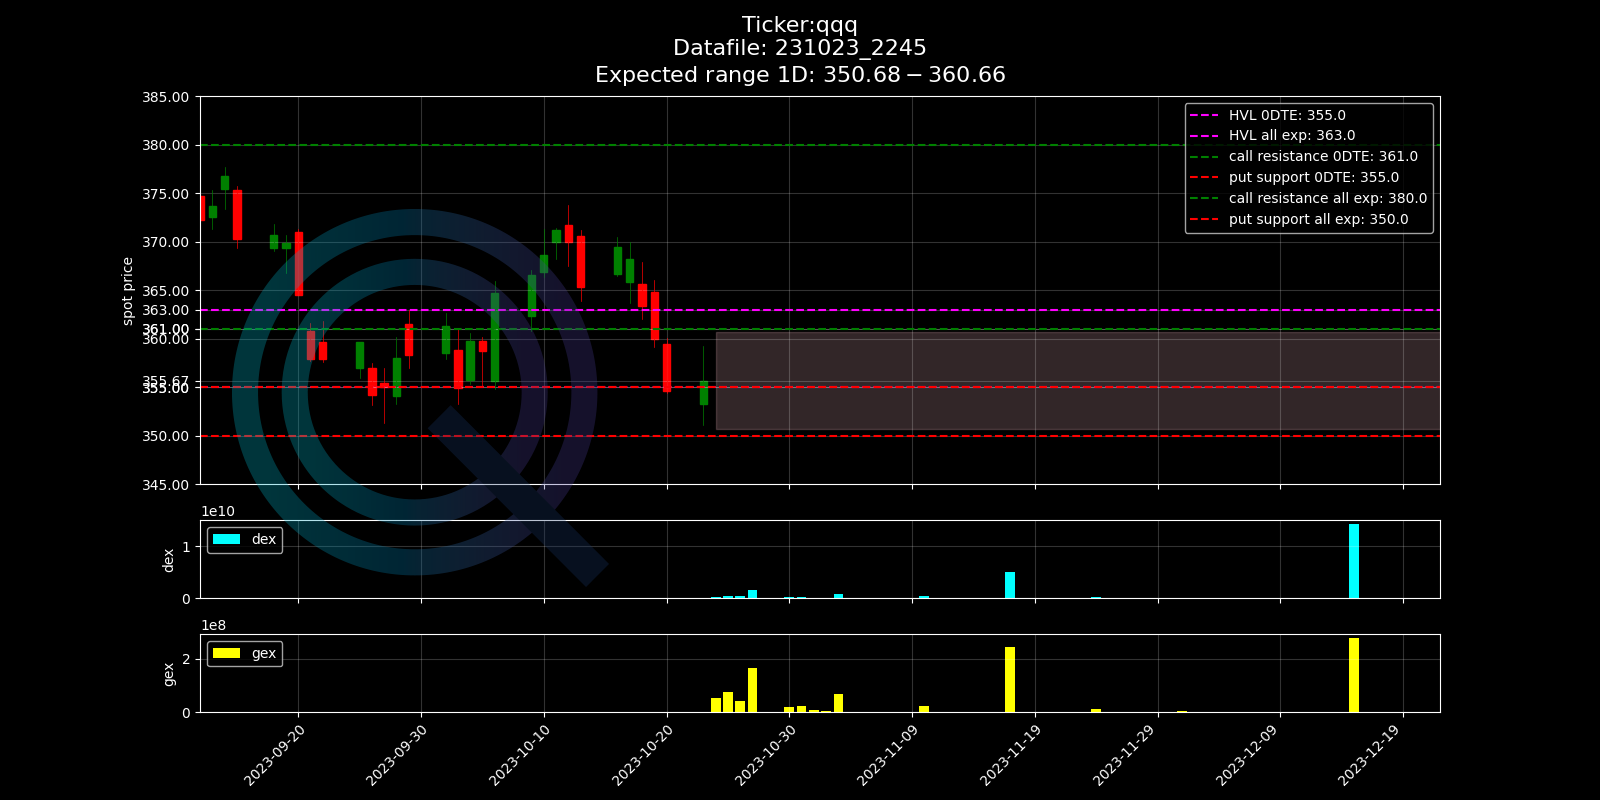 Ticker:qqq
Datafile: 231023_2245
Expected range 1D: 350.68 − 360.66
385.00
380.00
375.00
370.00
365.00
363.00
361.00
360.00
355.67
355.00
350.00
345.00
spot price
HVL 0DTE: 355.0
HVL all exp: 363.0
call resistance 0DTE: 361.0
put support 0DTE: 355.0
call resistance all exp: 380.0
put support all exp: 350.0
1e10
1
0
dex
dex
1e8
2
0
gex
gex
2023-09-20
2023-09-30
2023-10-10
2023-10-20
2023-10-30
2023-11-09
2023-11-19
2023-11-29
2023-12-09
2023-12-19